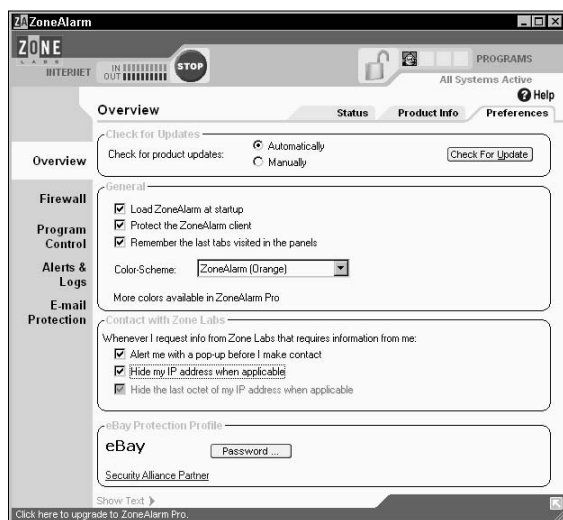 ZA ZoneAlarm
ZONE
LABS
INTERNET
IN
OUT
STOP
PROGRAMS
All Systems Active
? Help
Overview
Status
Product Info
Preferences
Check for Updates
Check for product updates:
Automatically
Manually
Check For Update
Overview
Firewall
Program
Control
Alerts &
Logs
E-mail
Protection
General
Load ZoneAlarm at startup
Protect the ZoneAlarm client
Remember the last tabs visited in the panels
Color-Scheme:
ZoneAlarm (Orange)
More colors available in ZoneAlarm Pro
Contact with Zone Labs
Whenever I request info from Zone Labs that requires information from me:
Alert me with a pop-up before I make contact
Hide my IP address when applicable
Hide the last octet of my IP address when applicable
eBay Protection Profile
eBay
Password ...
Security Alliance Partner
Show Text
Click here to upgrade to ZoneAlarm Pro.